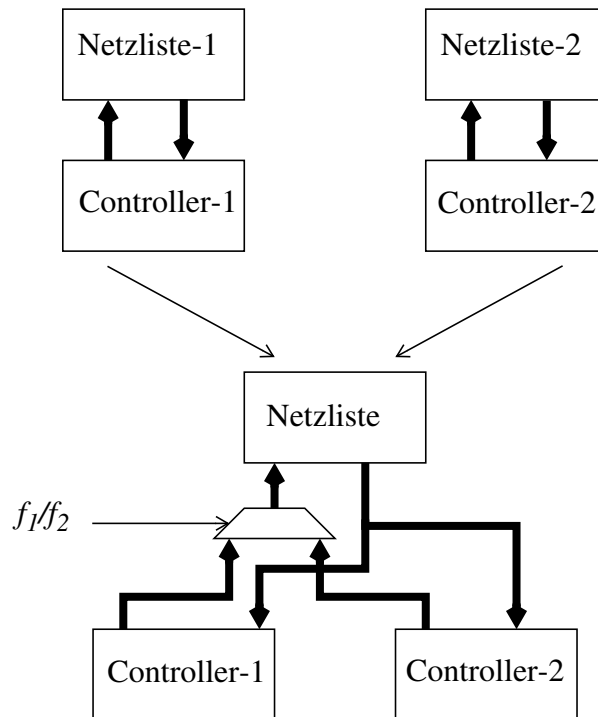 Netzliste-1
Netzliste-2
Controller-1
Controller-2
Netzliste
f1/f2
Controller-1
Controller-2